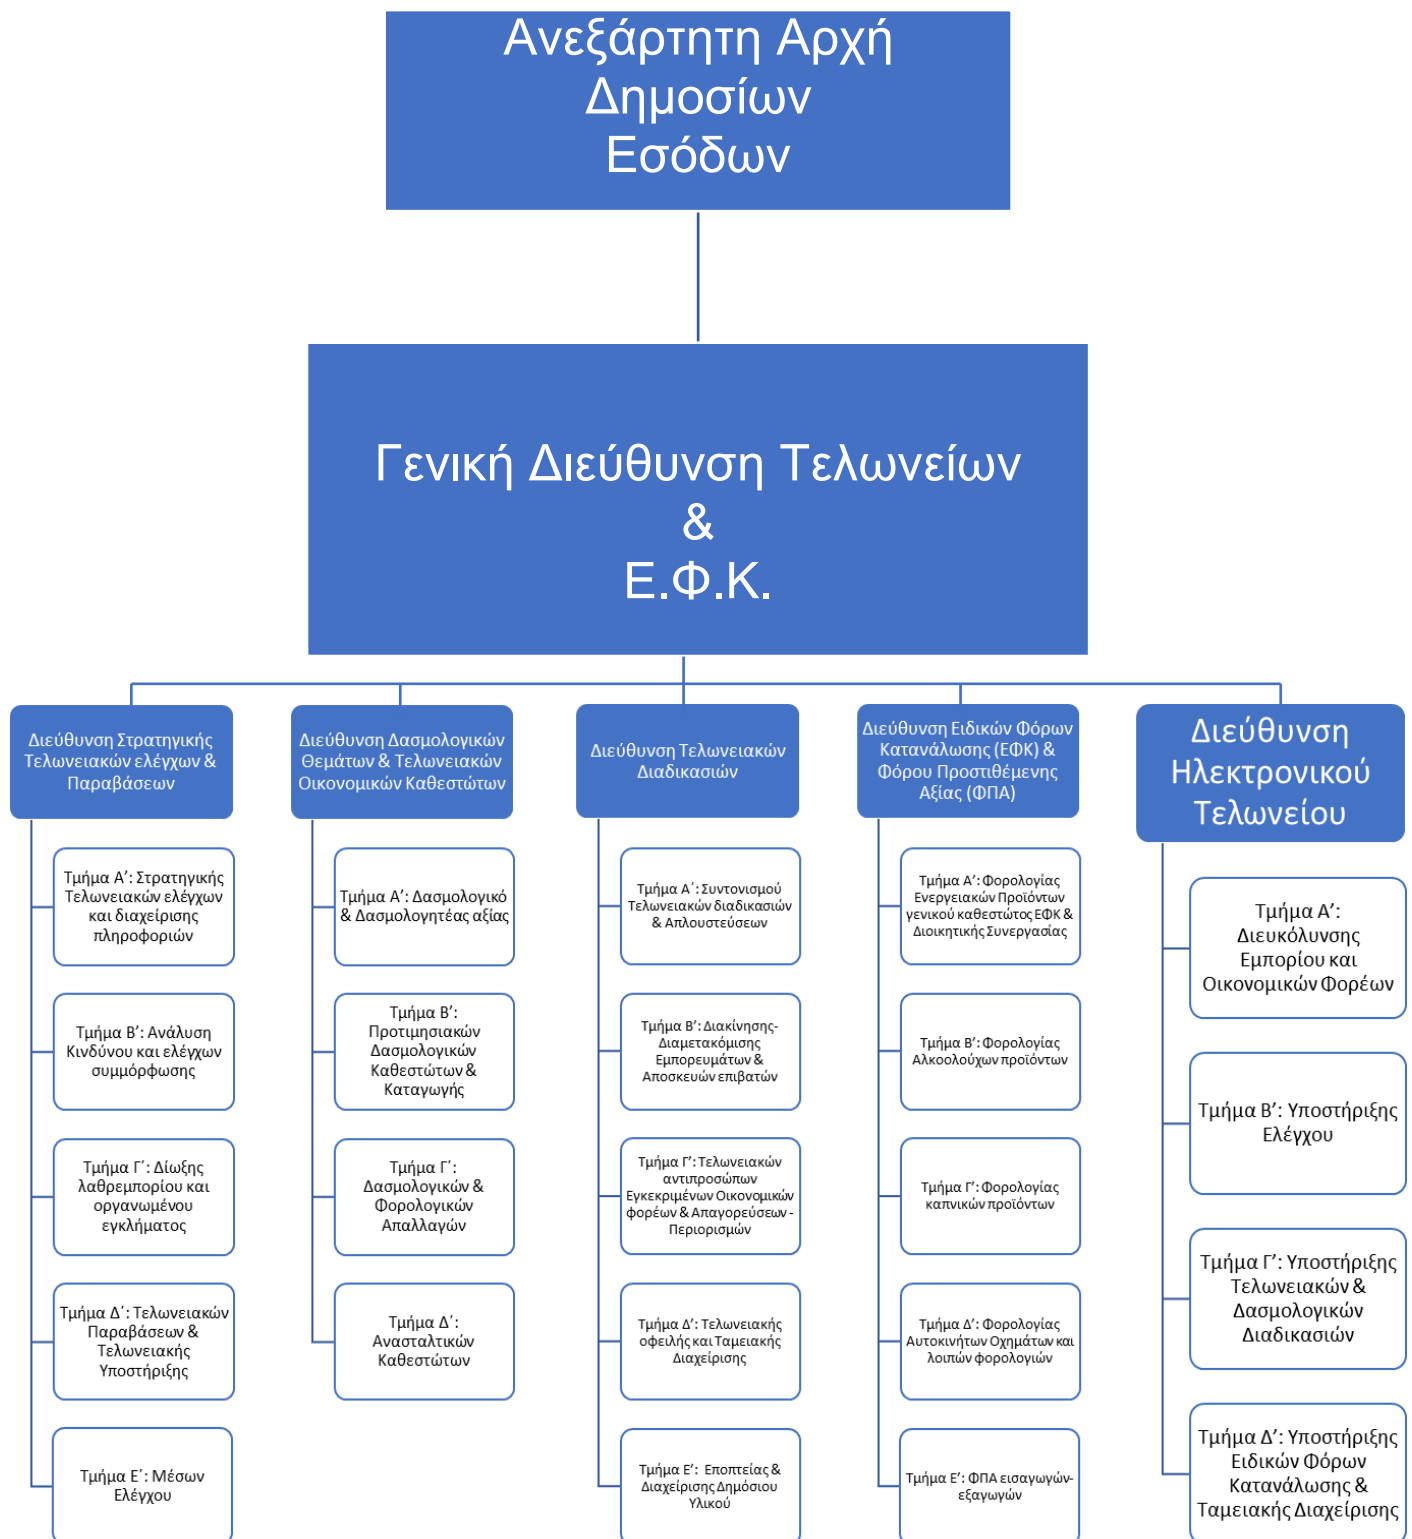 Ανεξάρτητη Αρχή
Δημοσίων
Εσόδων
Γενική Διεύθυνση Τελωνείων
&
Ε.Φ.Κ.
Διεύθυνση Στρατηγικής
Τελωνειακών ελέγχων &
Παραβάσεων
Τμήμα Α’: Στρατηγικής
Τελωνειακών ελέγχων
και διαχείρισης
πληροφοριών
Τμήμα Β’: Ανάλυση
Κινδύνου και ελέγχων
συμμόρφωσης
Τμήμα Γ΄: Δίωξης
λαθρεμπορίου και
οργανωμένου
εγκλήματος
Τμήμα Δ΄: Τελωνειακών
Παραβάσεων &
Τελωνειακής
Υποστήριξης
Τμήμα Ε΄: Μέσων
Ελέγχου
Διεύθυνση Δασμολογικών
Θεμάτων & Τελωνειακών
Οικονομικών Καθεστώτων
Τμήμα Α’: Δασμολογικό
& Δασμολογητέας αξίας
Τμήμα Β’:
Προτιμησιακών
Δασμολογικών
Καθεστώτων &
Καταγωγής
Τμήμα Γ΄:
Δασμολογικών &
Φορολογικών
Απαλλαγών
Τμήμα Δ΄:
Ανασταλτικών
Καθεστώτων
Διεύθυνση Τελωνειακών
Διαδικασιών
Τμήμα Α΄: Συντονισμού
Τελωνειακών διαδικασιών
& Απλουστεύσεων
Τμήμα Β’: Διακίνησης-
Διαμετακόμισης
Εμπορευμάτων &
Αποσκευών επιβατών
Τμήμα Γ’: Τελωνειακών
αντιπροσώπων
Εγκεκριμένων Οικονομικών
φορέων & Απαγορεύσεων -
Περιορισμών
Τμήμα Δ’: Τελωνειακής
οφειλής και Ταμειακής
Διαχείρισης
Τμήμα Ε’: Εποπτείας &
Διαχείρισης Δημόσιου
Υλικού
Διεύθυνση Ειδικών Φόρων
Κατανάλωσης (ΕΦΚ) &
Φόρου Προστιθέμενης
Αξίας (ΦΠΑ)
Τμήμα Α’: Φορολογίας
Ενεργειακών Προϊόντων
γενικού καθεστώτος ΕΦΚ &
Διοικητικής Συνεργασίας
Τμήμα Β’: Φορολογίας
Αλκοολούχων προϊόντων
Τμήμα Γ’: Φορολογίας
καπνικών προϊόντων
Τμήμα Δ’: Φορολογίας
Αυτοκινήτων Οχημάτων και
λοιπών φορολογιών
Τμήμα Ε’: ΦΠΑ εισαγωγών-
εξαγωγών
Διεύθυνση
Ηλεκτρονικού
Τελωνείου
Τμήμα Α’:
Διευκόλυνσης
Εμπορίου και
Οικονομικών Φορέων
Τμήμα Β’: Υποστήριξης
Ελέγχου
Τμήμα Γ’: Υποστήριξης
Τελωνειακών &
Δασμολογικών
Διαδικασιών
Τμήμα Δ’: Υποστήριξης
Ειδικών Φόρων
Κατανάλωσης &
Ταμειακής Διαχείρισης